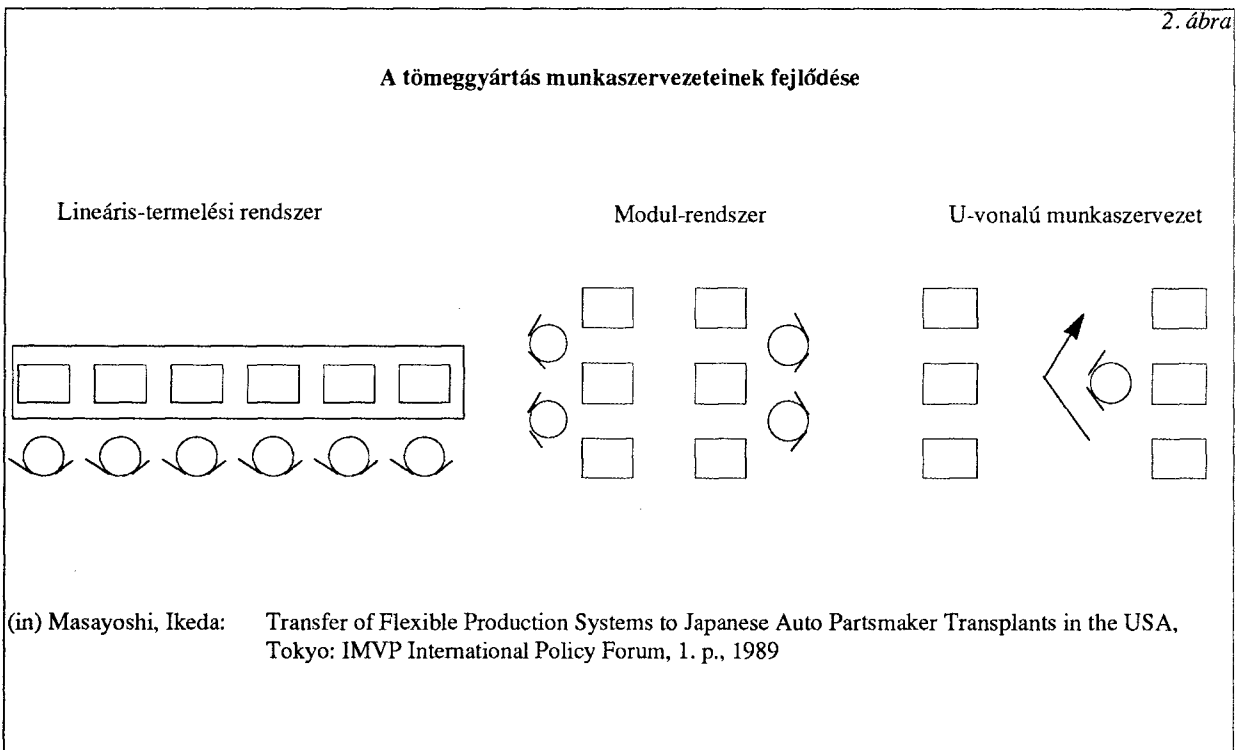 2. ábra
A tömeggyártás munkaszervezeteinek fejlődése
Lineáris-termelési rendszer
Modul-rendszer
U-vonalú munkaszervezet
(in) Masayoshi, Ikeda: Transfer of Flexible Production Systems to Japanese Auto Partsmaker Transplants in the USA,
Tokyo: IMVP International Policy Forum, 1. p., 1989